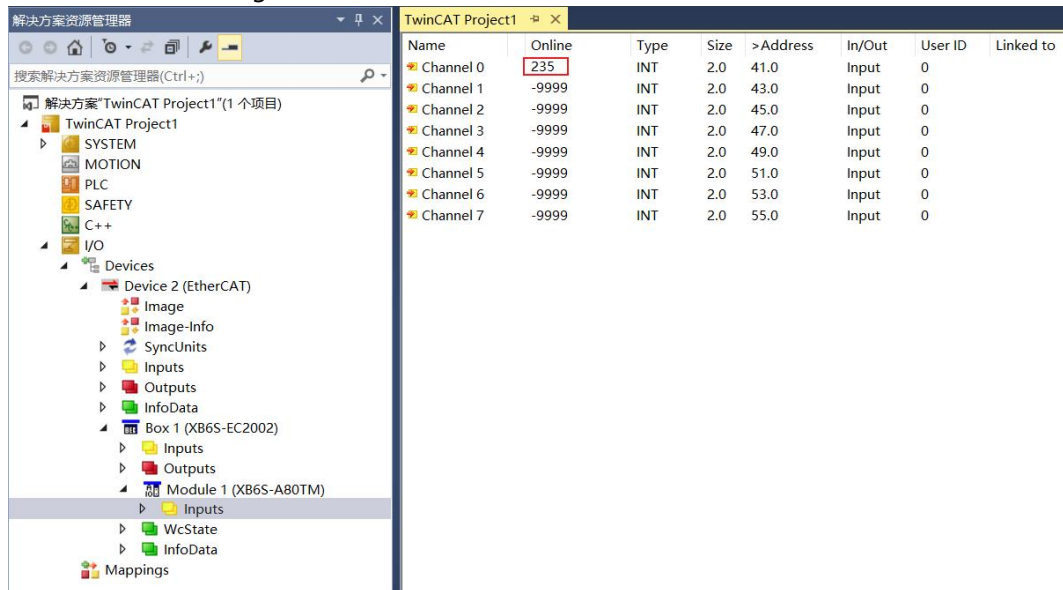 解决方案资源管理器
搜索解决方案资源管理器(Ctrl+;)
解决方案"TwinCAT Project1"(1 个项目)
TwinCAT Project1
SYSTEM
MOTION
PLC
SAFETY
C++
I/O
Devices
Device 2 (EtherCAT)
Image
Image-Info
SyncUnits
Inputs
Outputs
InfoData
Box 1 (XB6S-EC2002)
Inputs
Outputs
Module 1 (XB6S-A80TM)
Inputs
WcState
InfoData
Mappings
TwinCAT Project1
Name Online Type Size >Address In/Out User ID Linked to
Channel 0 235 INT 2.0 41.0 Input 0
Channel 1 -9999 INT 2.0 43.0 Input 0
Channel 2 -9999 INT 2.0 45.0 Input 0
Channel 3 -9999 INT 2.0 47.0 Input 0
Channel 4 -9999 INT 2.0 49.0 Input 0
Channel 5 -9999 INT 2.0 51.0 Input 0
Channel 6 -9999 INT 2.0 53.0 Input 0
Channel 7 -9999 INT 2.0 55.0 Input 0